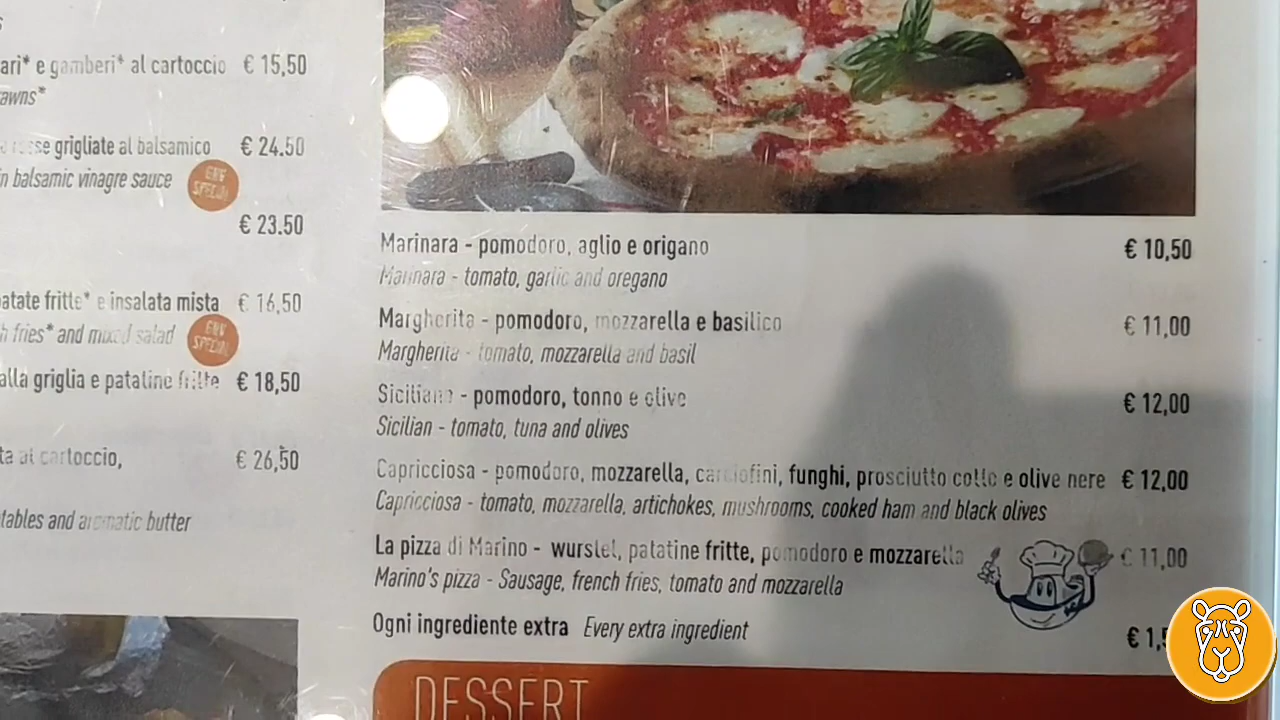 e gamberi* al cartoccio € 15,50
grigliate al balsamico € 24.50
in balsamic vinagre sauce
GNV SPECIAL
€ 23.50
patate fritte* e insalata mista € 16,50
fries* and mixed salad
GNV SPECIAL
alla griglia e patatine fritte € 18,50
al cartoccio, € 26,50
and aromatic butter
Marinara - pomodoro, aglio e origano € 10,50
Marinara - tomato, garlic and oregano
Margherita - pomodoro, mozzarella e basilico € 11,00
Margherita - tomato, mozzarella and basil
Siciliana - pomodoro, tonno e olive € 12,00
Sicilian - tomato, tuna and olives
Capricciosa - pomodoro, mozzarella, carciofini, funghi, prosciutto cotto e olive nere € 12,00
Capricciosa - tomato, mozzarella, artichokes, mushrooms, cooked ham and black olives
La pizza di Marino - wurstel, patatine fritte, pomodoro e mozzarella € 11,00
Marino's pizza - Sausage, french fries, tomato and mozzarella
Ogni ingrediente extra Every extra ingredient
DESSERT